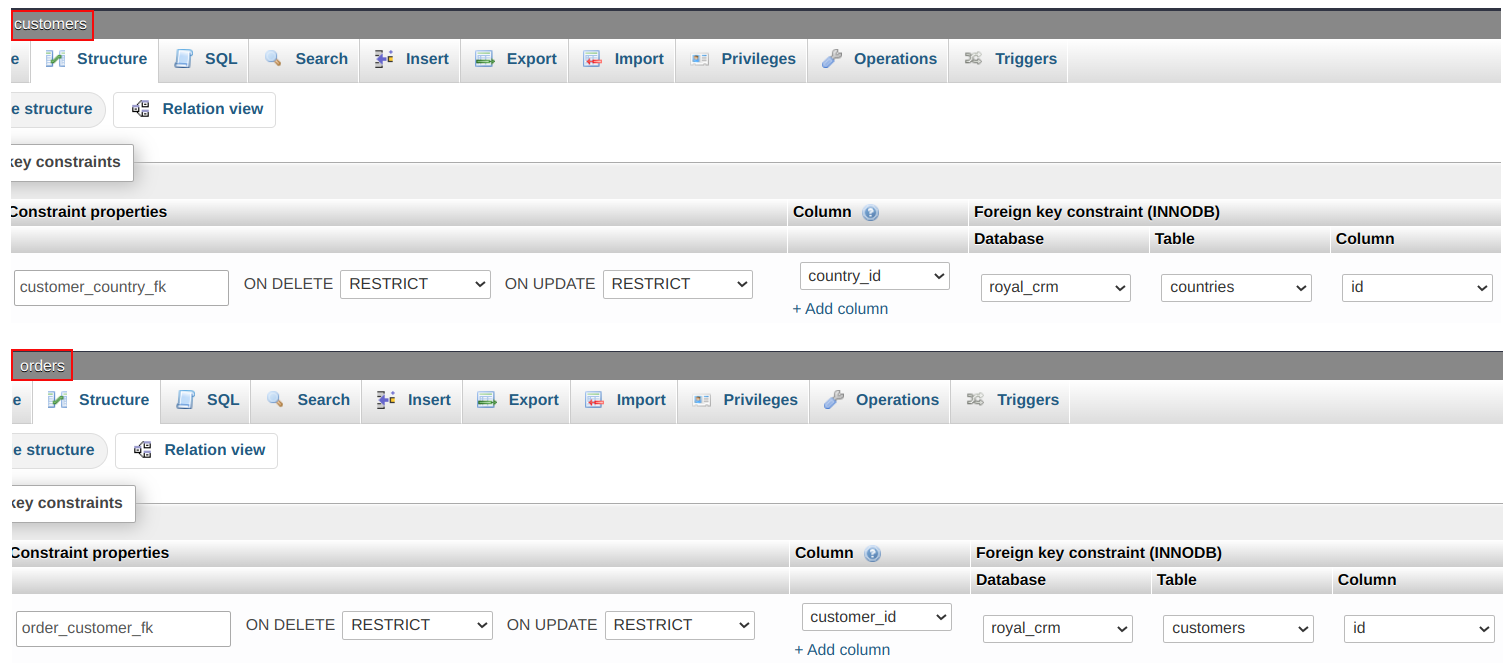 customers
e Structure SQL Search Insert Export Import Privileges Operations Triggers
e structure Relation view
key constraints
Constraint properties Column Foreign key constraint (INNODB)
Database Table Column
customer_country_fk ON DELETE RESTRICT ON UPDATE RESTRICT country_id royal_crm countries id
+ Add column
orders
e Structure SQL Search Insert Export Import Privileges Operations Triggers
e structure Relation view
key constraints
Constraint properties Column Foreign key constraint (INNODB)
Database Table Column
order_customer_fk ON DELETE RESTRICT ON UPDATE RESTRICT customer_id royal_crm customers id
+ Add column